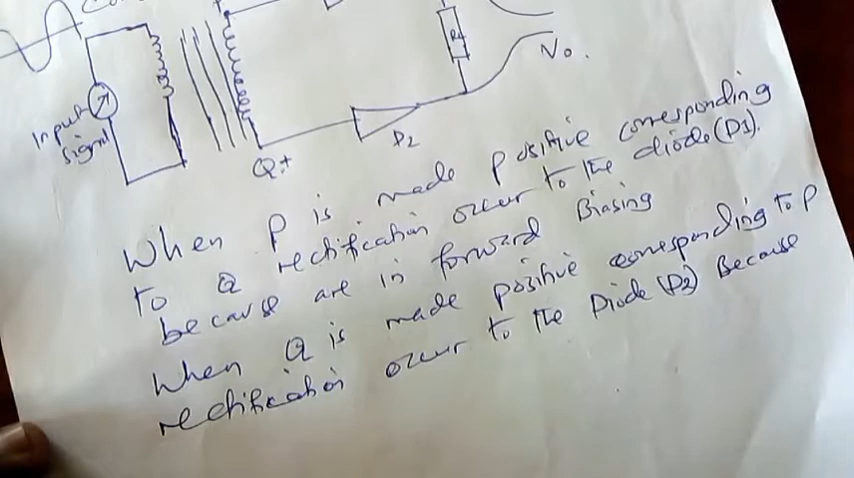 R
No.
Input
signal
D2
Q+
When P is made positive corresponding
to Q rectification occur to the diode (D1).
because are in forward Biasing
When Q is made positive corresponding to P
rectification occur to the Diode (D2) Because